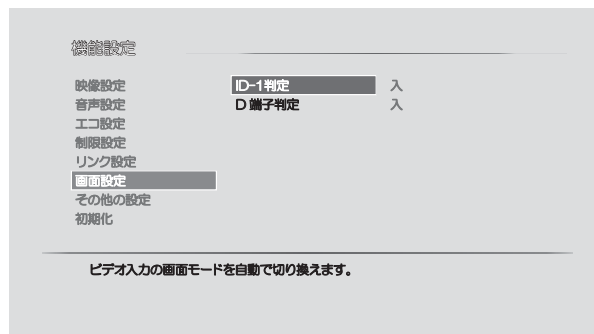 機能設定
映像設定
ID-1判定 入
音声設定
D 端子判定 入
エコ設定
制限設定
リンク設定
画面設定
その他の設定
初期化
ビデオ入力の画面モードを自動で切り換えます。